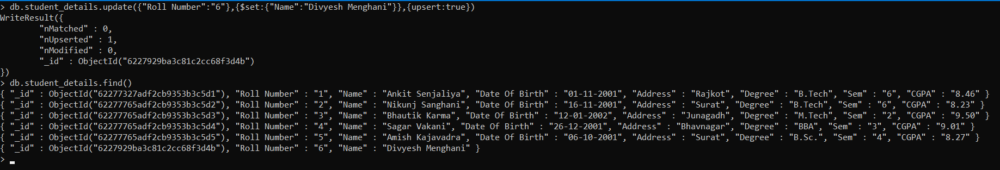 > db.student_details.update({"Roll Number":"6"},{$set:{"Name":"Divyesh Menghani"}},{upsert:true})
WriteResult({
        "nMatched" : 0,
        "nUpserted" : 1,
        "nModified" : 0,
        "_id" : ObjectId("6227929ba3c81c2cc68f3d4b")
})
> db.student_details.find()
{ "_id" : ObjectId("62277327adf2cb9353b3c5d1"), "Roll Number" : "1", "Name" : "Ankit Senjaliya", "Date Of Birth" : "01-11-2001", "Address" : "Rajkot", "Degree" : "B.Tech", "Sem" : "6", "CGPA" : "8.46" }
{ "_id" : ObjectId("62277765adf2cb9353b3c5d2"), "Roll Number" : "2", "Name" : "Nikunj Sanghani", "Date Of Birth" : "16-11-2001", "Address" : "Surat", "Degree" : "B.Tech", "Sem" : "6", "CGPA" : "8.23" }
{ "_id" : ObjectId("62277765adf2cb9353b3c5d3"), "Roll Number" : "3", "Name" : "Bhautik Karma", "Date Of Birth" : "12-01-2002", "Address" : "Junagadh", "Degree" : "M.Tech", "Sem" : "2", "CGPA" : "9.50" }
{ "_id" : ObjectId("62277765adf2cb9353b3c5d4"), "Roll Number" : "4", "Name" : "Sagar Vakani", "Date Of Birth" : "26-12-2001", "Address" : "Bhavnagar", "Degree" : "BBA", "Sem" : "3", "CGPA" : "9.01" }
{ "_id" : ObjectId("62277765adf2cb9353b3c5d5"), "Roll Number" : "5", "Name" : "Amish Kajavadra", "Date Of Birth" : "06-10-2001", "Address" : "Surat", "Degree" : "B.Sc.", "Sem" : "4", "CGPA" : "8.27" }
{ "_id" : ObjectId("6227929ba3c81c2cc68f3d4b"), "Roll Number" : "6", "Name" : "Divyesh Menghani" }
>